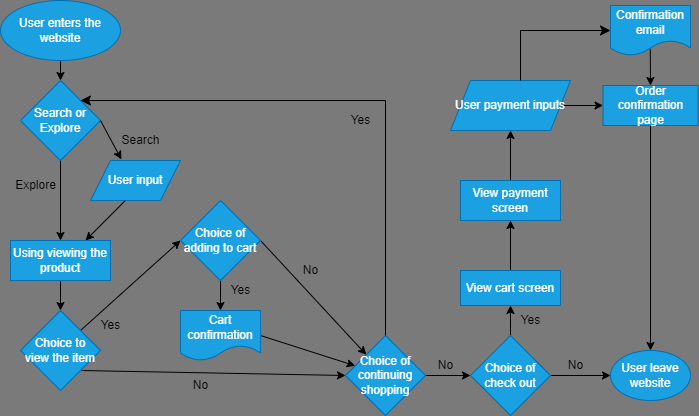 User enters the
website
Search or
Explore
Search
User input
Explore
Using viewing the
product
Choice to
view the item
Yes
No
Choice of
adding to cart
Yes
No
Cart
confirmation
Yes
Choice of
continuing
shopping
No
Choice of
check out
Yes
No
View cart screen
View payment
screen
User payment inputs
Confirmation
email
Order
confirmation
page
User leave
website